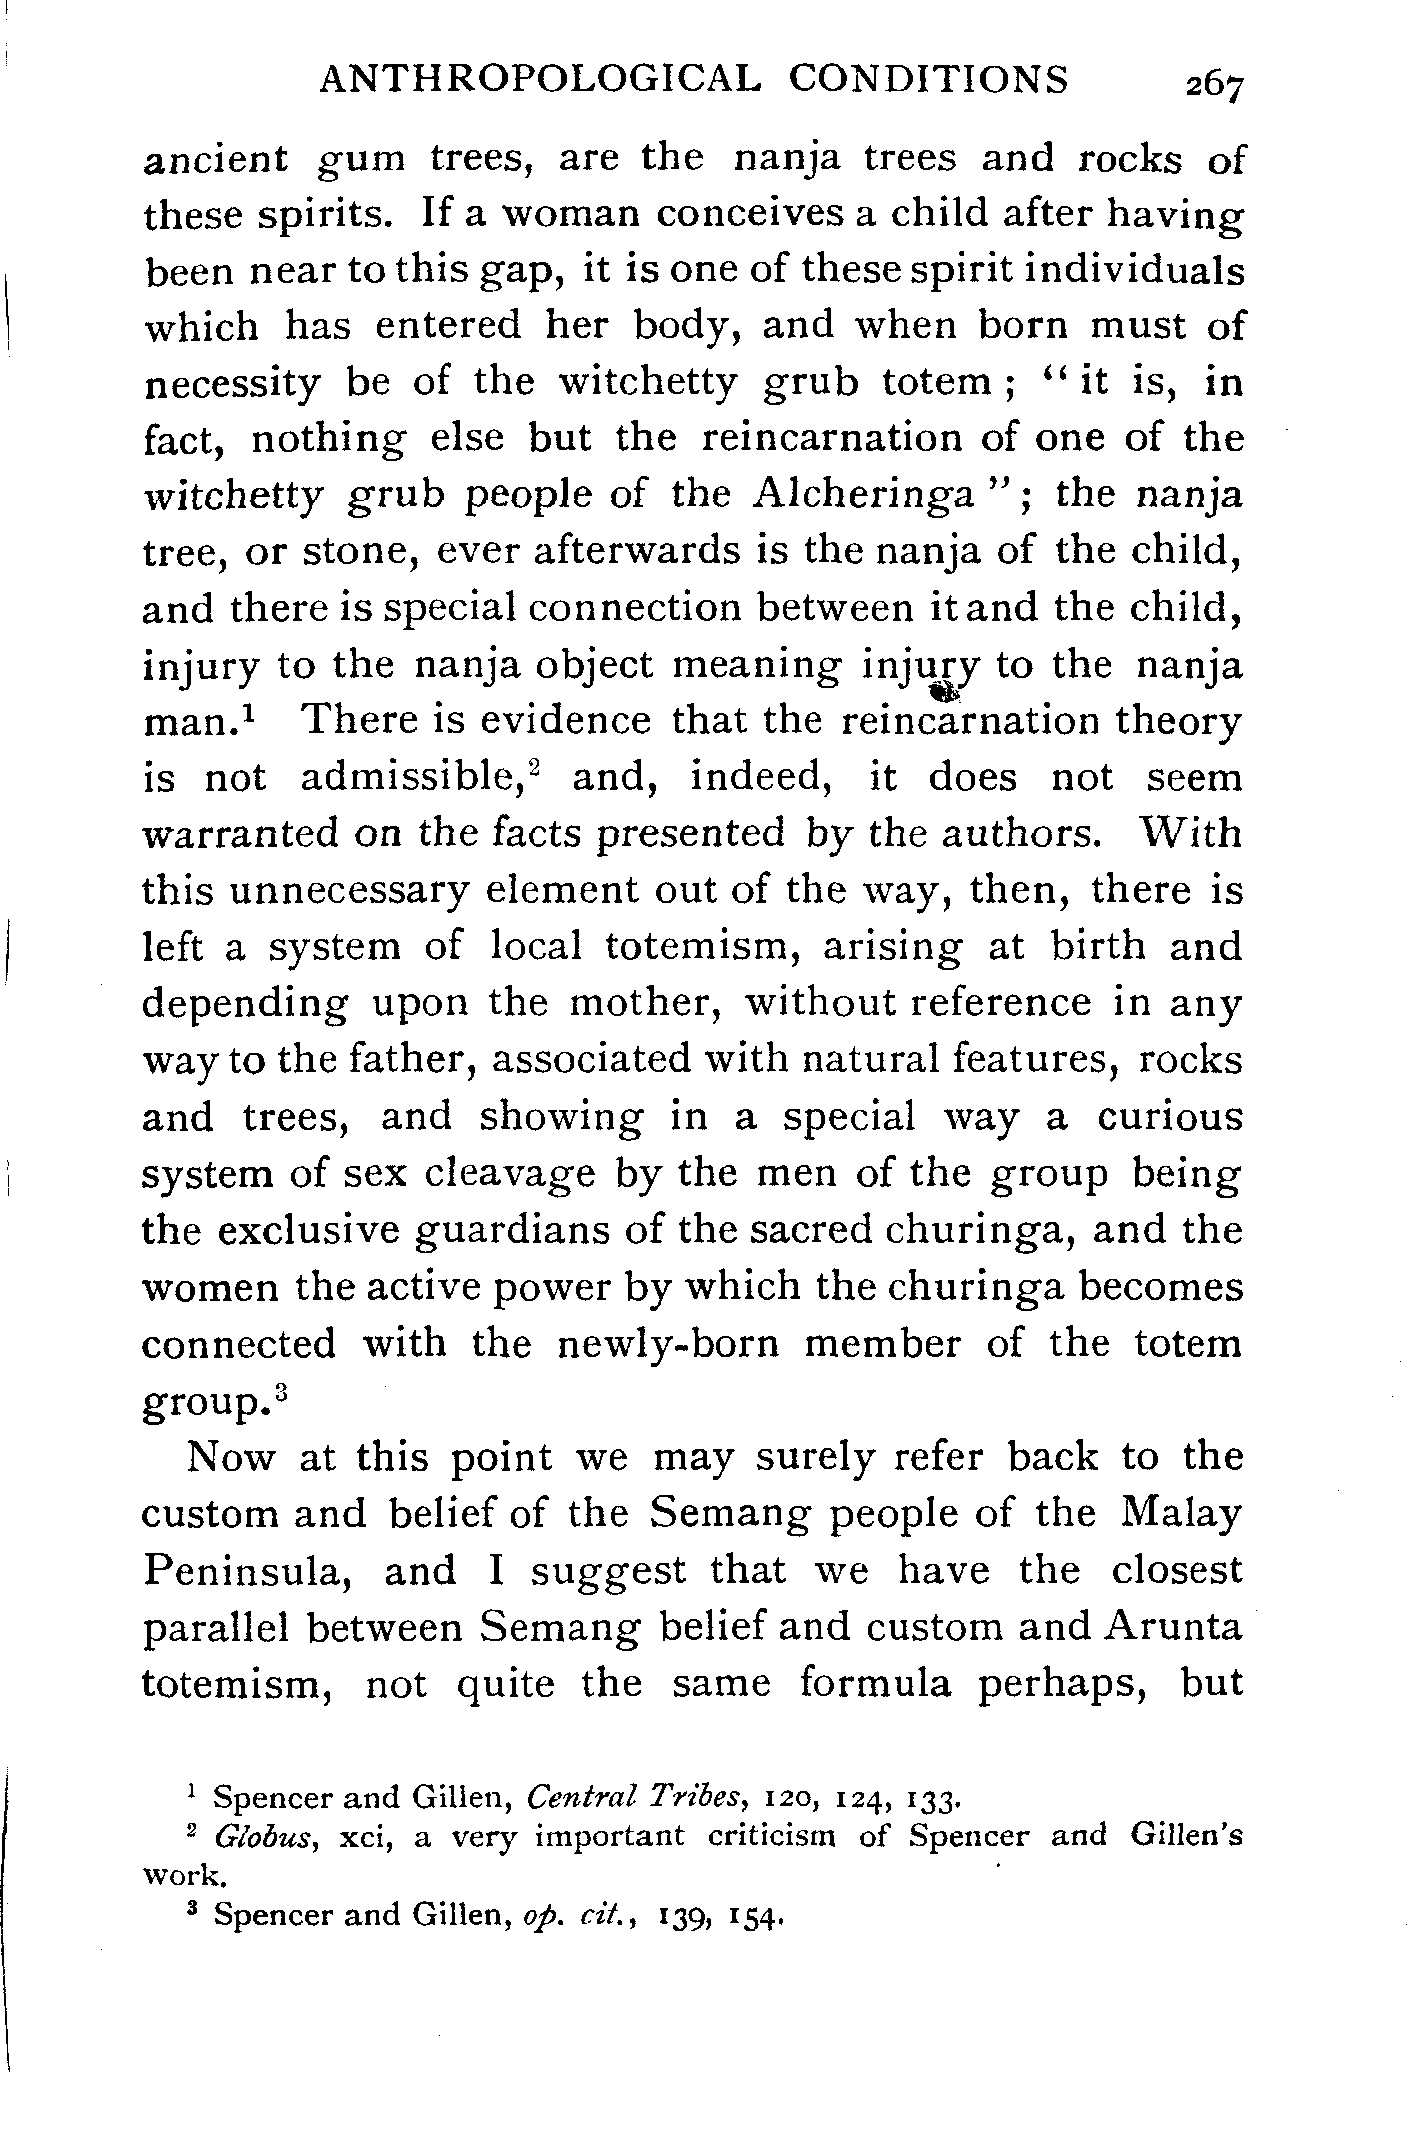 ANTHROPOLOGICAL CONDITIONS 267
ancient gum trees, are the nanja trees and rocks of
these spirits. If a woman conceives a child after having
been near to this gap, it is one of these spirit individuals
which has entered her body, and when born must of
necessity be of the witchetty grub totem ; “ it is, in
fact, nothing else but the reincarnation of one of the
witchetty grub people of the Alcheringa ” ; the nanja
tree, or stone, ever afterwards is the nanja of the child,
and there is special connection between it and the child,
injury to the nanja object meaning injury to the nanja
man.¹ There is evidence that the reincarnation theory
is not admissible,² and, indeed, it does not seem
warranted on the facts presented by the authors. With
this unnecessary element out of the way, then, there is
left a system of local totemism, arising at birth and
depending upon the mother, without reference in any
way to the father, associated with natural features, rocks
and trees, and showing in a special way a curious
system of sex cleavage by the men of the group being
the exclusive guardians of the sacred churinga, and the
women the active power by which the churinga becomes
connected with the newly-born member of the totem
group.³
Now at this point we may surely refer back to the
custom and belief of the Semang people of the Malay
Peninsula, and I suggest that we have the closest
parallel between Semang belief and custom and Arunta
totemism, not quite the same formula perhaps, but
¹ Spencer and Gillen, Central Tribes, 120, 124, 133.
² Globus, xci, a very important criticism of Spencer and Gillen's
work.
³ Spencer and Gillen, op. cit., 139, 154.